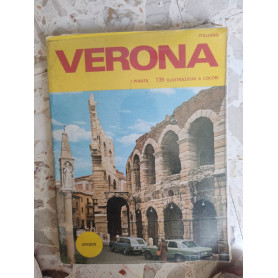 ITALIANO
VERONA
1 PIANTA 136 ILLUSTRAZIONI A COLORI